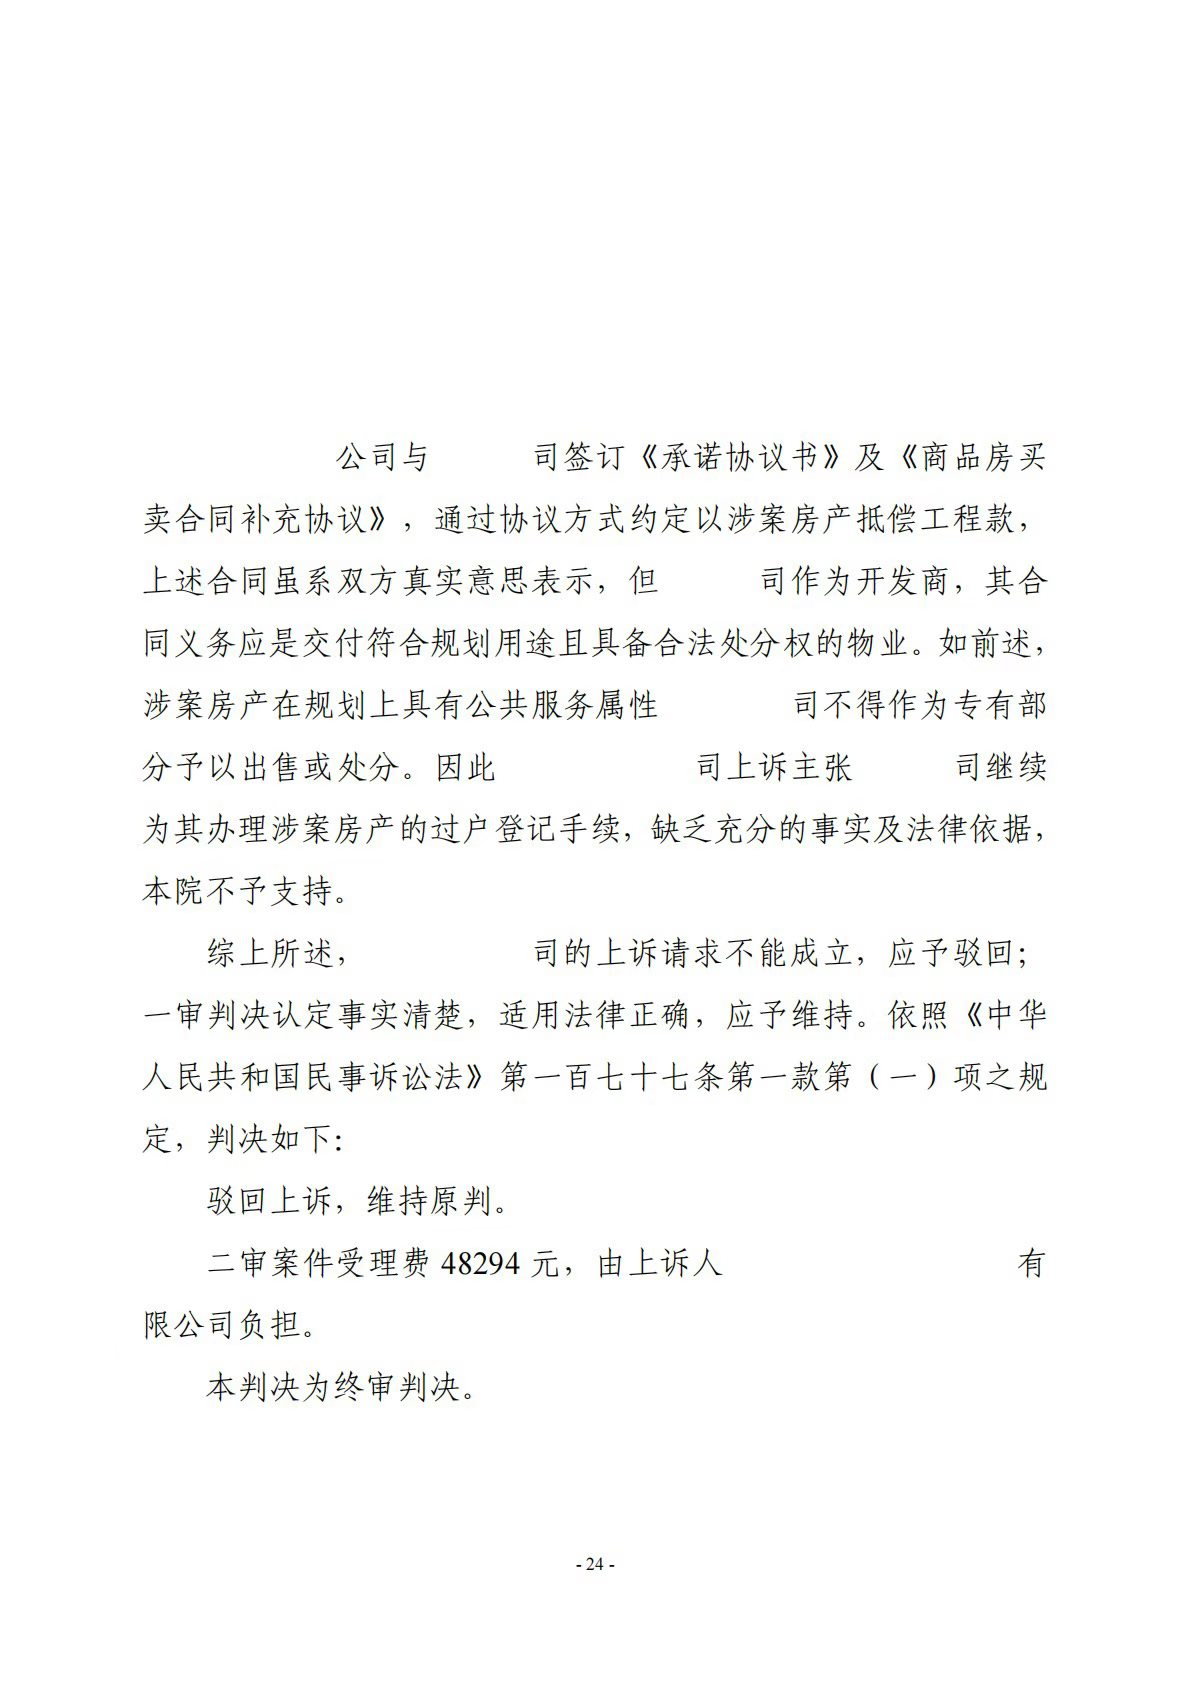 公司与 司签订《承诺协议书》及《商品房买
卖合同补充协议》，通过协议方式约定以涉案房产抵偿工程款，
上述合同虽系双方真实意思表示，但 司作为开发商，其合
同义务应是交付符合规划用途且具备合法处分权的物业。如前述，
涉案房产在规划上具有公共服务属性 司不得作为专有部
分予以出售或处分。因此 司上诉主张 司继续
为其办理涉案房产的过户登记手续，缺乏充分的事实及法律依据，
本院不予支持。
综上所述， 司的上诉请求不能成立，应予驳回；
一审判决认定事实清楚，适用法律正确，应予维持。依照《中华
人民共和国民事诉讼法》第一百七十七条第一款第（一）项之规
定，判决如下：
驳回上诉，维持原判。
二审案件受理费 48294 元，由上诉人 有
限公司负担。
本判决为终审判决。
- 24 -